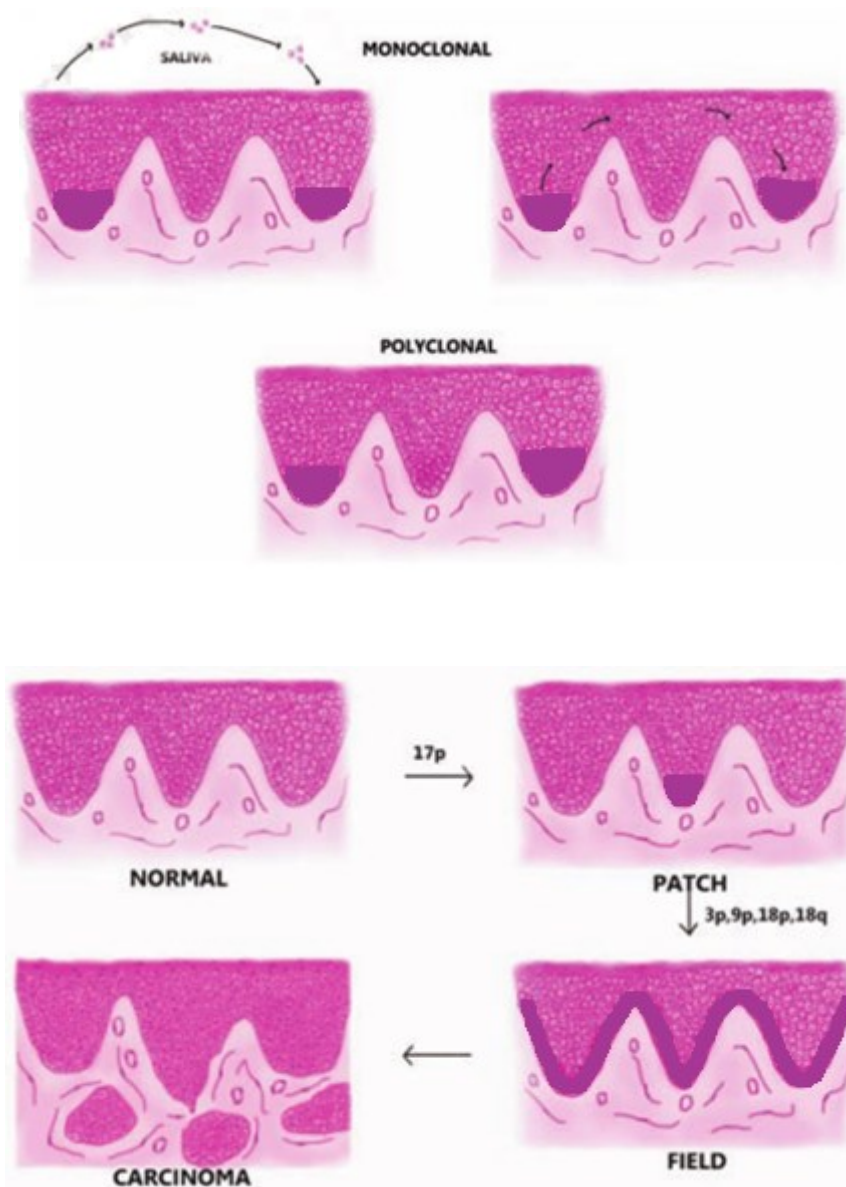 SALIVA
MONOCLONAL
POLYCLONAL
17p
NORMAL
PATCH
3p,9p,18p,18q
CARCINOMA
FIELD